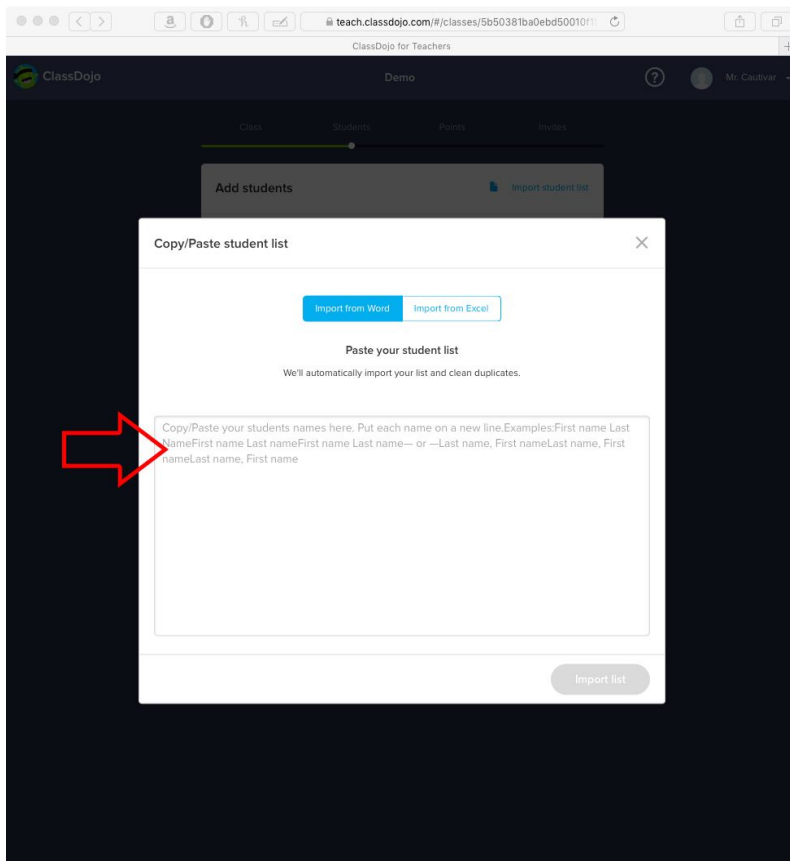 teach.classdojo.com/#/classes/5b50381ba0ebd50010f1
ClassDojo for Teachers
ClassDojo
Demo
?
Mr. Cautivar
Class
Students
Points
Invites
Add students
Import student list
Copy/Paste student list
Import from Word
Import from Excel
Paste your student list
We'll automatically import your list and clean duplicates.
Copy/Paste your students names here. Put each name on a new line.Examples:First name Last
NameFirst name Last nameFirst name Last name— or —Last name, First nameLast name, First
nameLast name, First name
Import list